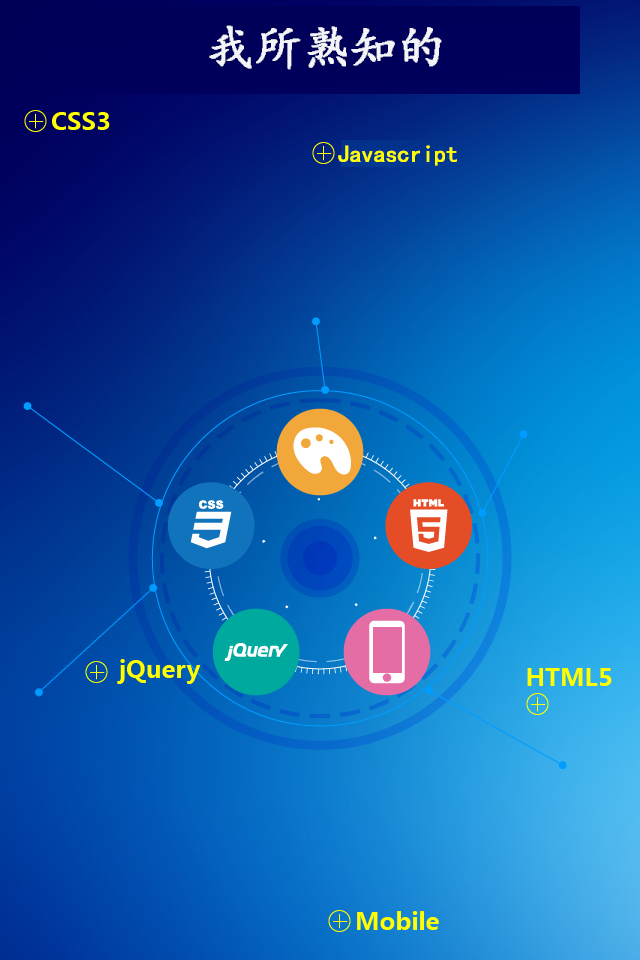 我所熟知的
CSS3
Javascript
CSS
HTML
jQuery
jQuery
HTML5
Mobile